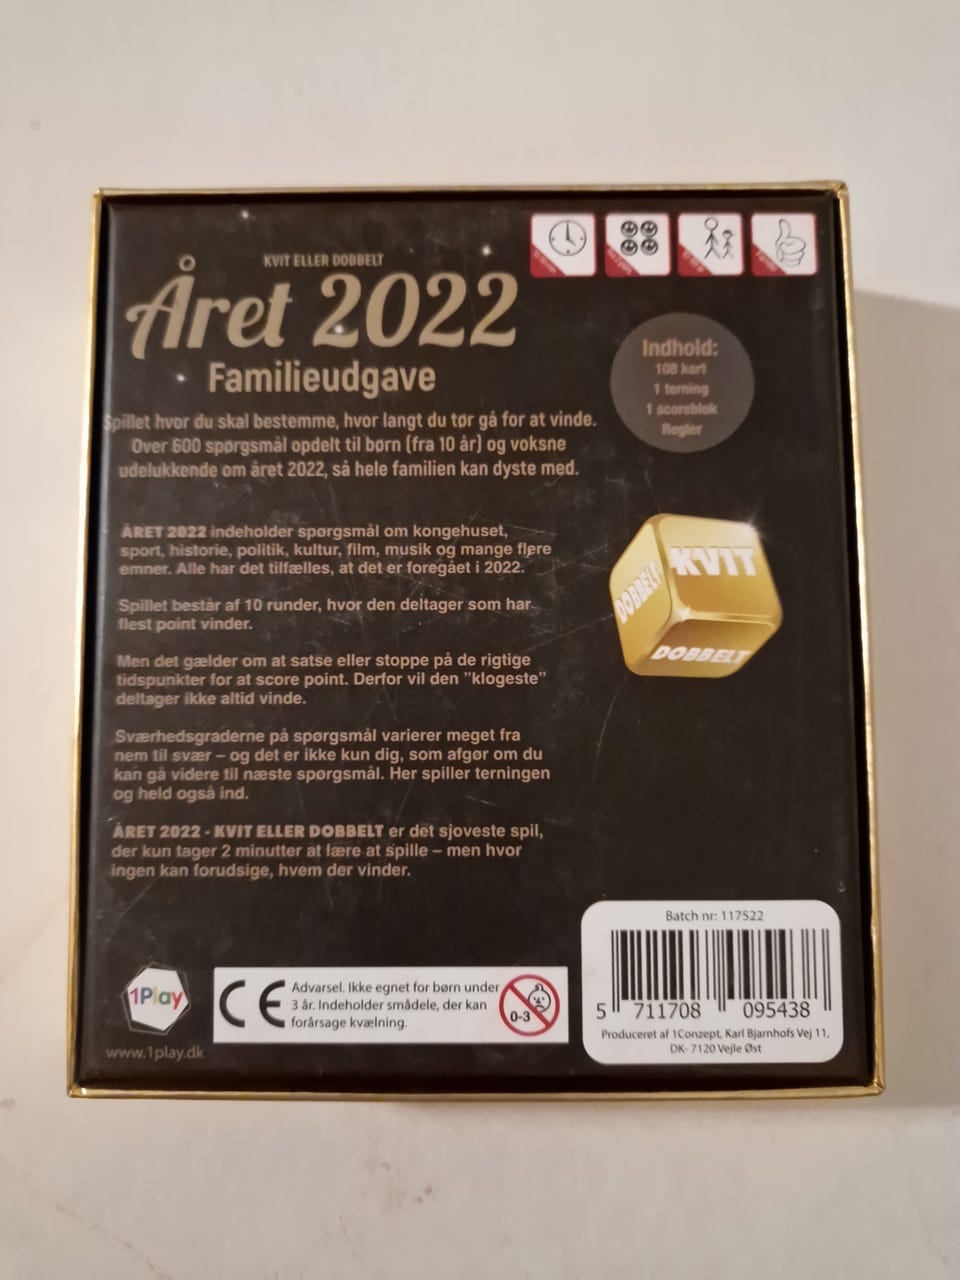 KVIT ELLER DOBBELT
Året 2022
Familieudgave
Spillet hvor du skal bestemme, hvor langt du tør gå for at vinde.
Over 600 spørgsmål opdelt til børn (fra 10 år) og voksne
udelukkende om året 2022, så hele familien kan dyste med.
Indhold:
108 kort
1 terning
1 scoreblok
Regler
ÅRET 2022 indeholder spørgsmål om kongehuset,
sport, historie, politik, kultur, film, musik og mange flere
emner. Alle har det tilfælles, at det er foregået i 2022.
Spillet består af 10 runder, hvor den deltager som har
flest point vinder.
Men det gælder om at satse eller stoppe på de rigtige
tidspunkter for at score point. Derfor vil den "klogeste"
deltager ikke altid vinde.
Sværhedsgraderne på spørgsmål varierer meget fra
nem til svær – og det er ikke kun dig, som afgør om du
kan gå videre til næste spørgsmål. Her spiller terningen
og held også ind.
ÅRET 2022 - KVIT ELLER DOBBELT er det sjoveste spil,
der kun tager 2 minutter at lære at spille – men hvor
ingen kan forudsige, hvem der vinder.
KVIT
DOBBELT
DOBBELT
1Play
www.1play.dk
CE
Advarsel. Ikke egnet for børn under
3 år. Indeholder smådele, der kan
forårsage kvælning.
0-3
Batch nr: 117522
5 711708 095438
Produceret af 1Conzept, Karl Bjarnhofs Vej 11,
DK- 7120 Vejle Øst